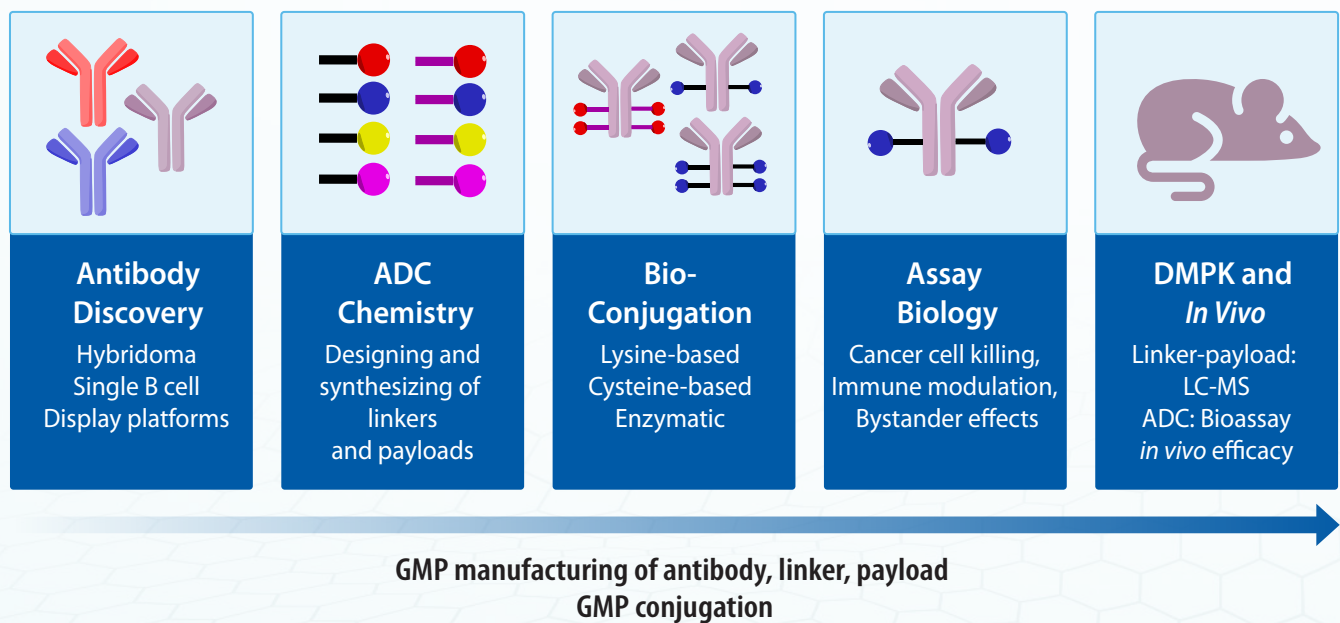 Antibody
Discovery
Hybridoma
Single B cell
Display platforms
ADC
Chemistry
Designing and
synthesizing of
linkers
and payloads
Bio-
Conjugation
Lysine-based
Cysteine-based
Enzymatic
Assay
Biology
Cancer cell killing,
Immune modulation,
Bystander effects
DMPK and
In Vivo
Linker-payload:
LC-MS
ADC: Bioassay
in vivo efficacy
GMP manufacturing of antibody, linker, payload
GMP conjugation